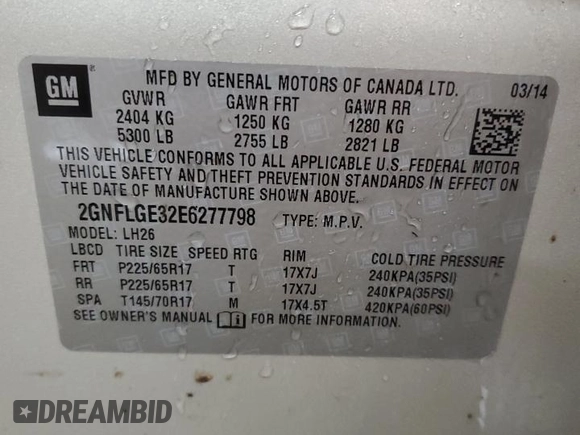 GM
MFD BY GENERAL MOTORS OF CANADA LTD. 03/14
GVWR GAWR FRT GAWR RR
2404 KG 1250 KG 1280 KG
5300 LB 2755 LB 2821 LB
THIS VEHICLE CONFORMS TO ALL APPLICABLE U.S. FEDERAL MOTOR
VEHICLE SAFETY AND THEFT PREVENTION STANDARDS IN EFFECT ON
THE DATE OF MANUFACTURE SHOWN ABOVE.
2GNFLGE32E6277798 TYPE: M.P.V.
MODEL: LH26
LBCD TIRE SIZE SPEED RTG RIM COLD TIRE PRESSURE
FRT P225/65R17 T 17X7J 240KPA(35PSI)
RR P225/65R17 T 17X7J 240KPA(35PSI)
SPA T145/70R17 M 17X4.5T 420KPA(60PSI)
SEE OWNER'S MANUAL FOR MORE INFORMATION.
DREAMBID